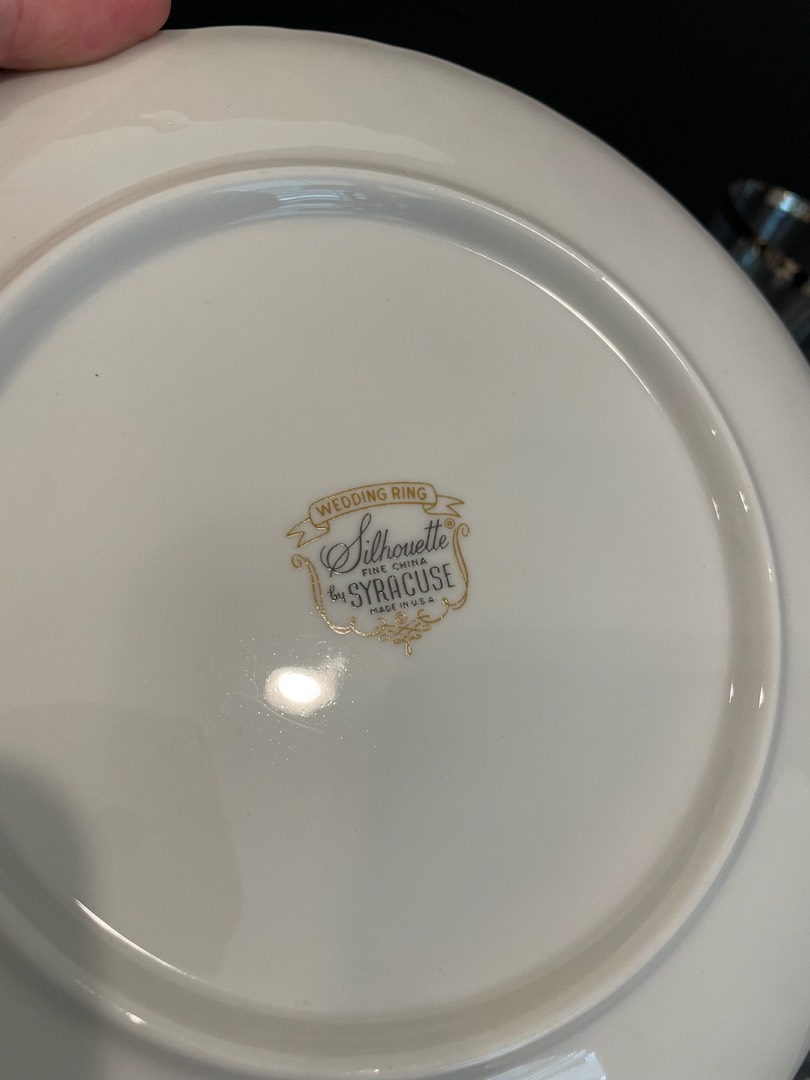 WEDDING RING
Silhouette®
FINE CHINA
by SYRACUSE
MADE IN U.S.A